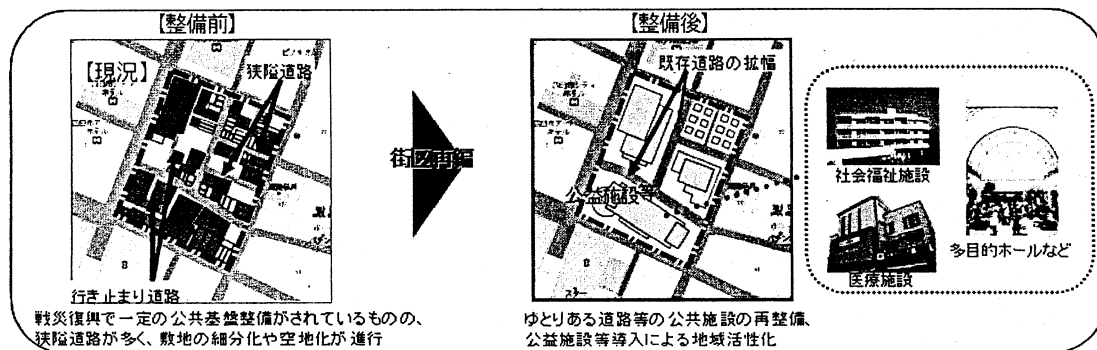 【整備前】
【現況】
狭隘道路
行き止まり道路
戦災復興で一定の公共基盤整備がされているものの、
狭隘道路が多く、敷地の細分化や空地化が進行
街区再編
【整備後】
既存道路の拡幅
公益施設等
ゆとりある道路等の公共施設の再整備、
公益施設等導入による地域活性化
社会福祉施設
医療施設
多目的ホールなど